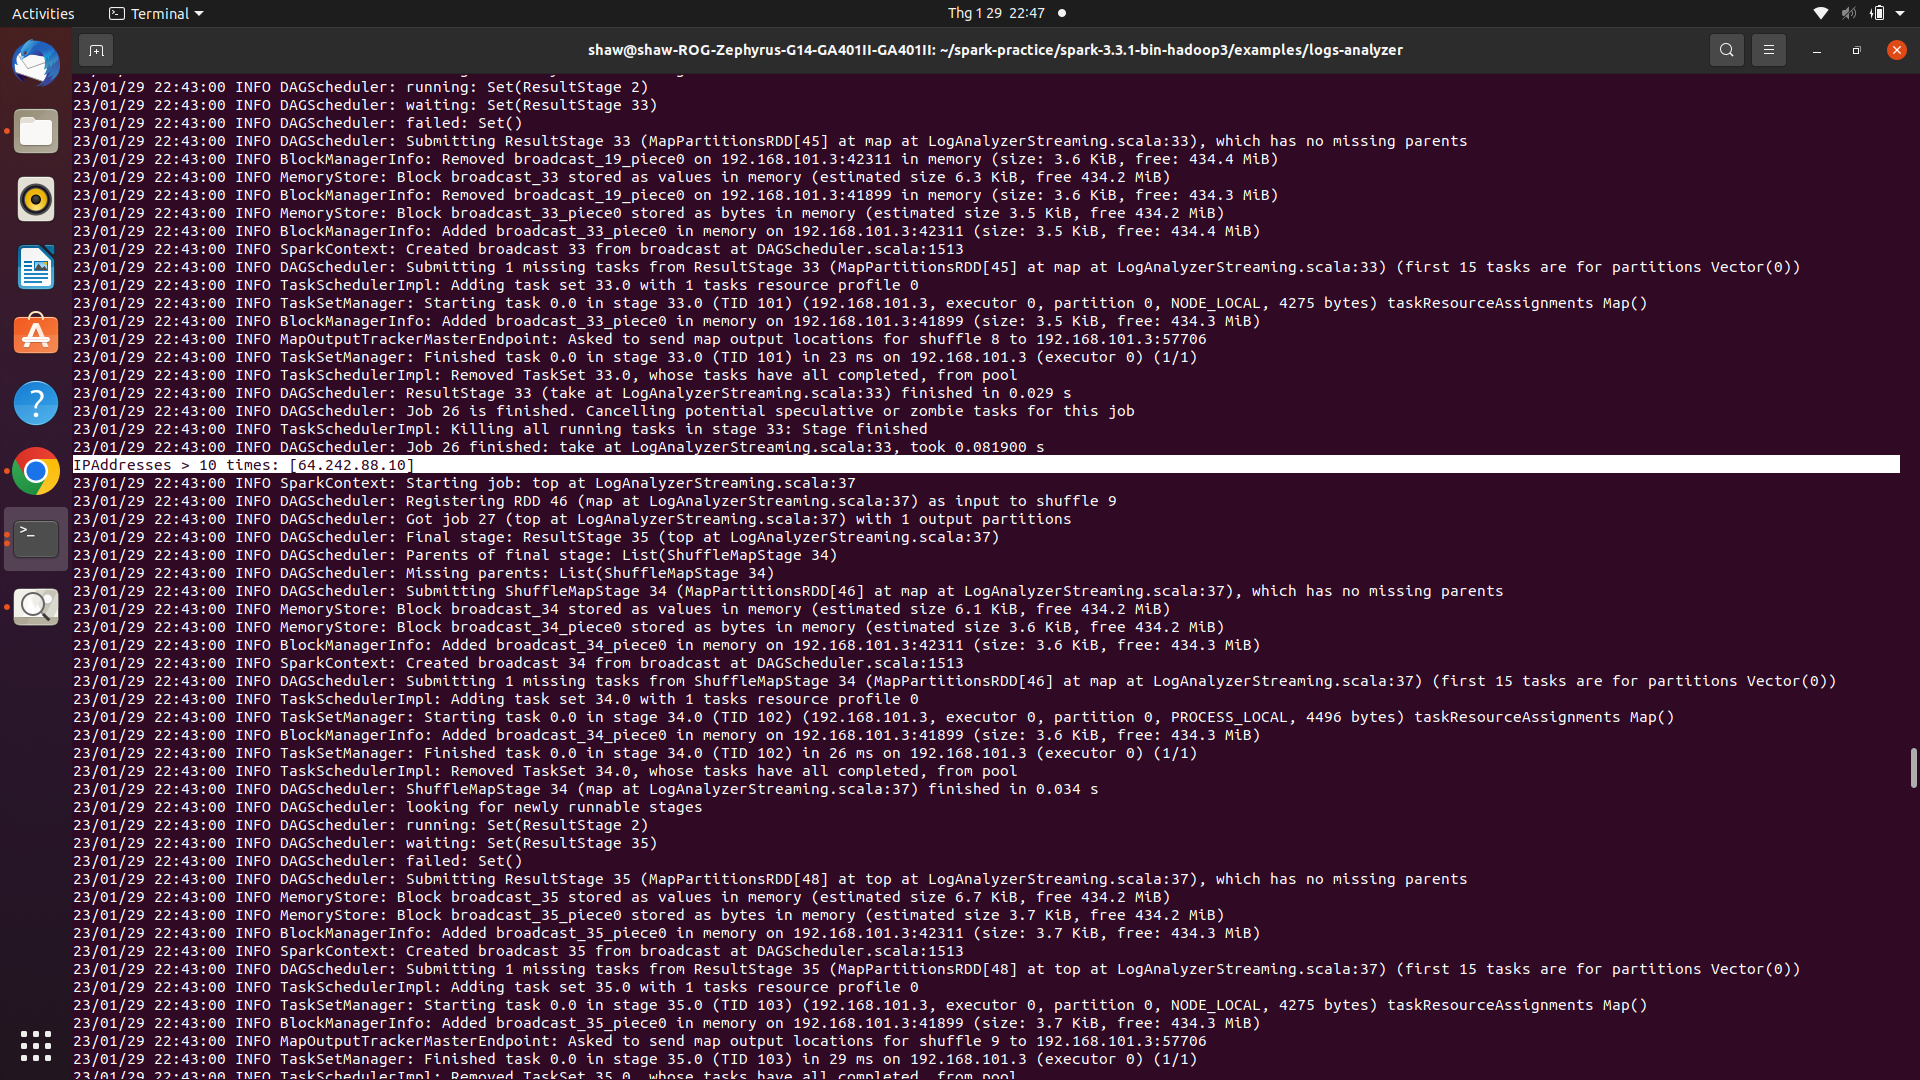 Activities
Terminal
Thg 1 29 22:47
shaw@shaw-ROG-Zephyrus-G14-GA401II-GA401II: ~/spark-practice/spark-3.3.1-bin-hadoop3/examples/logs-analyzer
23/01/29 22:43:00 INFO DAGScheduler: running: Set(ResultStage 2)
23/01/29 22:43:00 INFO DAGScheduler: waiting: Set(ResultStage 33)
23/01/29 22:43:00 INFO DAGScheduler: failed: Set()
23/01/29 22:43:00 INFO DAGScheduler: Submitting ResultStage 33 (MapPartitionsRDD[45] at map at LogAnalyzerStreaming.scala:33), which has no missing parents
23/01/29 22:43:00 INFO BlockManagerInfo: Removed broadcast_19_piece0 on 192.168.101.3:42311 in memory (size: 3.6 KiB, free: 434.4 MiB)
23/01/29 22:43:00 INFO MemoryStore: Block broadcast_33 stored as values in memory (estimated size 6.3 KiB, free 434.2 MiB)
23/01/29 22:43:00 INFO BlockManagerInfo: Removed broadcast_19_piece0 on 192.168.101.3:41899 in memory (size: 3.6 KiB, free: 434.3 MiB)
23/01/29 22:43:00 INFO MemoryStore: Block broadcast_33_piece0 stored as bytes in memory (estimated size 3.5 KiB, free 434.2 MiB)
23/01/29 22:43:00 INFO BlockManagerInfo: Added broadcast_33_piece0 in memory on 192.168.101.3:42311 (size: 3.5 KiB, free: 434.4 MiB)
23/01/29 22:43:00 INFO SparkContext: Created broadcast 33 from broadcast at DAGScheduler.scala:1513
23/01/29 22:43:00 INFO DAGScheduler: Submitting 1 missing tasks from ResultStage 33 (MapPartitionsRDD[45] at map at LogAnalyzerStreaming.scala:33) (first 15 tasks are for partitions Vector(0))
23/01/29 22:43:00 INFO TaskSchedulerImpl: Adding task set 33.0 with 1 tasks resource profile 0
23/01/29 22:43:00 INFO TaskSetManager: Starting task 0.0 in stage 33.0 (TID 101) (192.168.101.3, executor 0, partition 0, NODE_LOCAL, 4275 bytes) taskResourceAssignments Map()
23/01/29 22:43:00 INFO BlockManagerInfo: Added broadcast_33_piece0 in memory on 192.168.101.3:41899 (size: 3.5 KiB, free: 434.3 MiB)
23/01/29 22:43:00 INFO MapOutputTrackerMasterEndpoint: Asked to send map output locations for shuffle 8 to 192.168.101.3:57706
23/01/29 22:43:00 INFO TaskSetManager: Finished task 0.0 in stage 33.0 (TID 101) in 23 ms on 192.168.101.3 (executor 0) (1/1)
23/01/29 22:43:00 INFO TaskSchedulerImpl: Removed TaskSet 33.0, whose tasks have all completed, from pool
23/01/29 22:43:00 INFO DAGScheduler: ResultStage 33 (take at LogAnalyzerStreaming.scala:33) finished in 0.029 s
23/01/29 22:43:00 INFO DAGScheduler: Job 26 is finished. Cancelling potential speculative or zombie tasks for this job
23/01/29 22:43:00 INFO TaskSchedulerImpl: Killing all running tasks in stage 33: Stage finished
23/01/29 22:43:00 INFO DAGScheduler: Job 26 finished: take at LogAnalyzerStreaming.scala:33, took 0.081900 s
IPAddresses > 10 times: [64.242.88.10]
23/01/29 22:43:00 INFO SparkContext: Starting job: top at LogAnalyzerStreaming.scala:37
23/01/29 22:43:00 INFO DAGScheduler: Registering RDD 46 (map at LogAnalyzerStreaming.scala:37) as input to shuffle 9
23/01/29 22:43:00 INFO DAGScheduler: Got job 27 (top at LogAnalyzerStreaming.scala:37) with 1 output partitions
23/01/29 22:43:00 INFO DAGScheduler: Final stage: ResultStage 35 (top at LogAnalyzerStreaming.scala:37)
23/01/29 22:43:00 INFO DAGScheduler: Parents of final stage: List(ShuffleMapStage 34)
23/01/29 22:43:00 INFO DAGScheduler: Missing parents: List(ShuffleMapStage 34)
23/01/29 22:43:00 INFO DAGScheduler: Submitting ShuffleMapStage 34 (MapPartitionsRDD[46] at map at LogAnalyzerStreaming.scala:37), which has no missing parents
23/01/29 22:43:00 INFO MemoryStore: Block broadcast_34 stored as values in memory (estimated size 6.1 KiB, free 434.2 MiB)
23/01/29 22:43:00 INFO MemoryStore: Block broadcast_34_piece0 stored as bytes in memory (estimated size 3.6 KiB, free 434.2 MiB)
23/01/29 22:43:00 INFO BlockManagerInfo: Added broadcast_34_piece0 in memory on 192.168.101.3:42311 (size: 3.6 KiB, free: 434.3 MiB)
23/01/29 22:43:00 INFO SparkContext: Created broadcast 34 from broadcast at DAGScheduler.scala:1513
23/01/29 22:43:00 INFO DAGScheduler: Submitting 1 missing tasks from ShuffleMapStage 34 (MapPartitionsRDD[46] at map at LogAnalyzerStreaming.scala:37) (first 15 tasks are for partitions Vector(0))
23/01/29 22:43:00 INFO TaskSchedulerImpl: Adding task set 34.0 with 1 tasks resource profile 0
23/01/29 22:43:00 INFO TaskSetManager: Starting task 0.0 in stage 34.0 (TID 102) (192.168.101.3, executor 0, partition 0, PROCESS_LOCAL, 4496 bytes) taskResourceAssignments Map()
23/01/29 22:43:00 INFO BlockManagerInfo: Added broadcast_34_piece0 in memory on 192.168.101.3:41899 (size: 3.6 KiB, free: 434.3 MiB)
23/01/29 22:43:00 INFO TaskSetManager: Finished task 0.0 in stage 34.0 (TID 102) in 26 ms on 192.168.101.3 (executor 0) (1/1)
23/01/29 22:43:00 INFO TaskSchedulerImpl: Removed TaskSet 34.0, whose tasks have all completed, from pool
23/01/29 22:43:00 INFO DAGScheduler: ShuffleMapStage 34 (map at LogAnalyzerStreaming.scala:37) finished in 0.034 s
23/01/29 22:43:00 INFO DAGScheduler: looking for newly runnable stages
23/01/29 22:43:00 INFO DAGScheduler: running: Set(ResultStage 2)
23/01/29 22:43:00 INFO DAGScheduler: waiting: Set(ResultStage 35)
23/01/29 22:43:00 INFO DAGScheduler: failed: Set()
23/01/29 22:43:00 INFO DAGScheduler: Submitting ResultStage 35 (MapPartitionsRDD[48] at top at LogAnalyzerStreaming.scala:37), which has no missing parents
23/01/29 22:43:00 INFO MemoryStore: Block broadcast_35 stored as values in memory (estimated size 6.7 KiB, free 434.2 MiB)
23/01/29 22:43:00 INFO MemoryStore: Block broadcast_35_piece0 stored as bytes in memory (estimated size 3.7 KiB, free 434.2 MiB)
23/01/29 22:43:00 INFO BlockManagerInfo: Added broadcast_35_piece0 in memory on 192.168.101.3:42311 (size: 3.7 KiB, free: 434.3 MiB)
23/01/29 22:43:00 INFO SparkContext: Created broadcast 35 from broadcast at DAGScheduler.scala:1513
23/01/29 22:43:00 INFO DAGScheduler: Submitting 1 missing tasks from ResultStage 35 (MapPartitionsRDD[48] at top at LogAnalyzerStreaming.scala:37) (first 15 tasks are for partitions Vector(0))
23/01/29 22:43:00 INFO TaskSchedulerImpl: Adding task set 35.0 with 1 tasks resource profile 0
23/01/29 22:43:00 INFO TaskSetManager: Starting task 0.0 in stage 35.0 (TID 103) (192.168.101.3, executor 0, partition 0, NODE_LOCAL, 4275 bytes) taskResourceAssignments Map()
23/01/29 22:43:00 INFO BlockManagerInfo: Added broadcast_35_piece0 in memory on 192.168.101.3:41899 (size: 3.7 KiB, free: 434.3 MiB)
23/01/29 22:43:00 INFO MapOutputTrackerMasterEndpoint: Asked to send map output locations for shuffle 9 to 192.168.101.3:57706
23/01/29 22:43:00 INFO TaskSetManager: Finished task 0.0 in stage 35.0 (TID 103) in 29 ms on 192.168.101.3 (executor 0) (1/1)
23/01/29 22:43:00 INFO TaskSchedulerImpl: Removed TaskSet 35.0, whose tasks have all completed, from pool